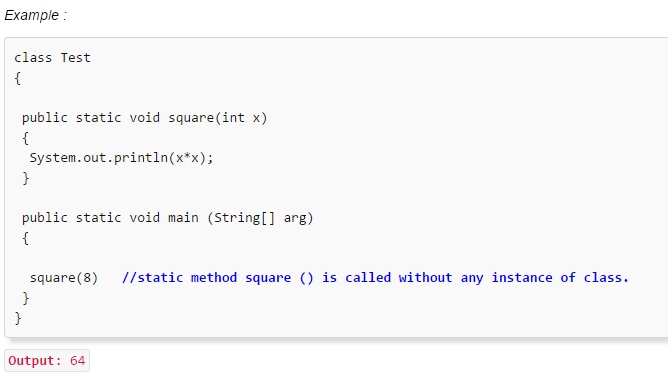 Example :
class Test
{
public static void square(int x)
{
System.out.println(x*x);
}
public static void main (String[] arg)
{
square(8)   //static method square () is called without any instance of class.
}
}
Output: 64